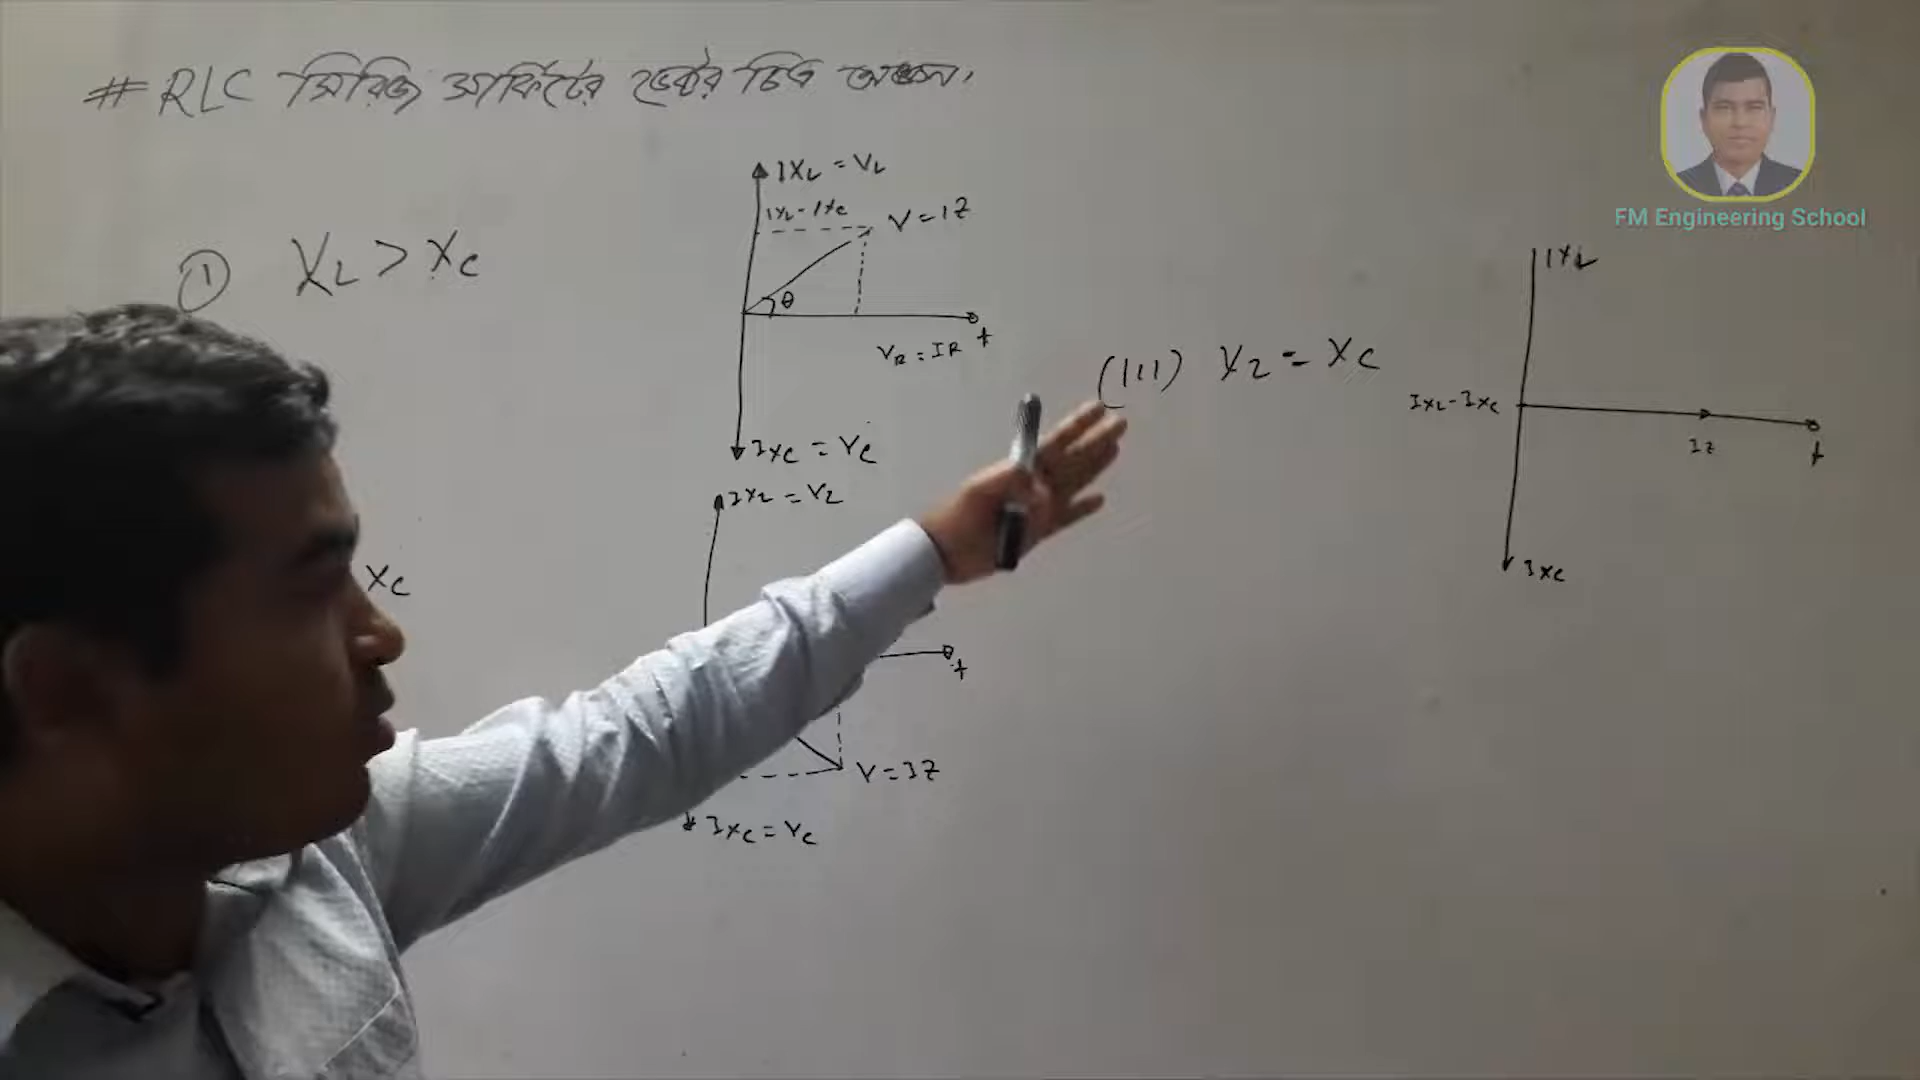 # RLC সিরিজ সার্কিটের ভেক্টর চিত্র অঙ্কন।
FM Engineering School
① XL > XC
IXL = VL
IXL - IXC
V = IZ
θ
VR = IR
t
IXC = VC
IXL = VL
XC
t
V = IZ
IXC = VC
(III) XL = XC
IXL
IXL - IXC
IZ
t
IXC